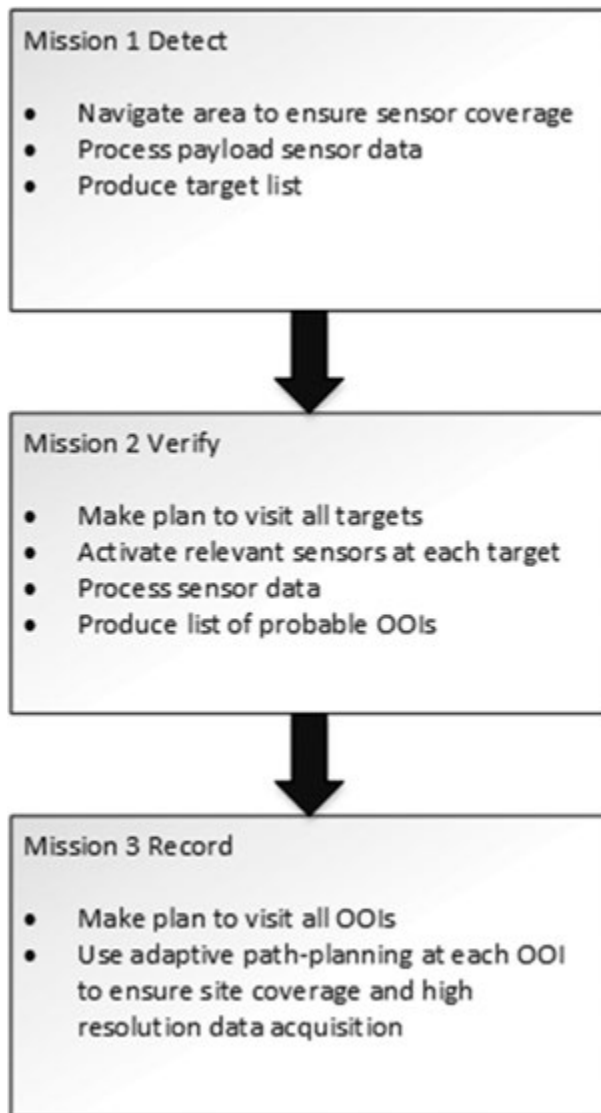 Mission 1 Detect
• Navigate area to ensure sensor coverage
• Process payload sensor data
• Produce target list
Mission 2 Verify
• Make plan to visit all targets
• Activate relevant sensors at each target
• Process sensor data
• Produce list of probable OOIs
Mission 3 Record
• Make plan to visit all OOIs
• Use adaptive path-planning at each OOI
to ensure site coverage and high
resolution data acquisition